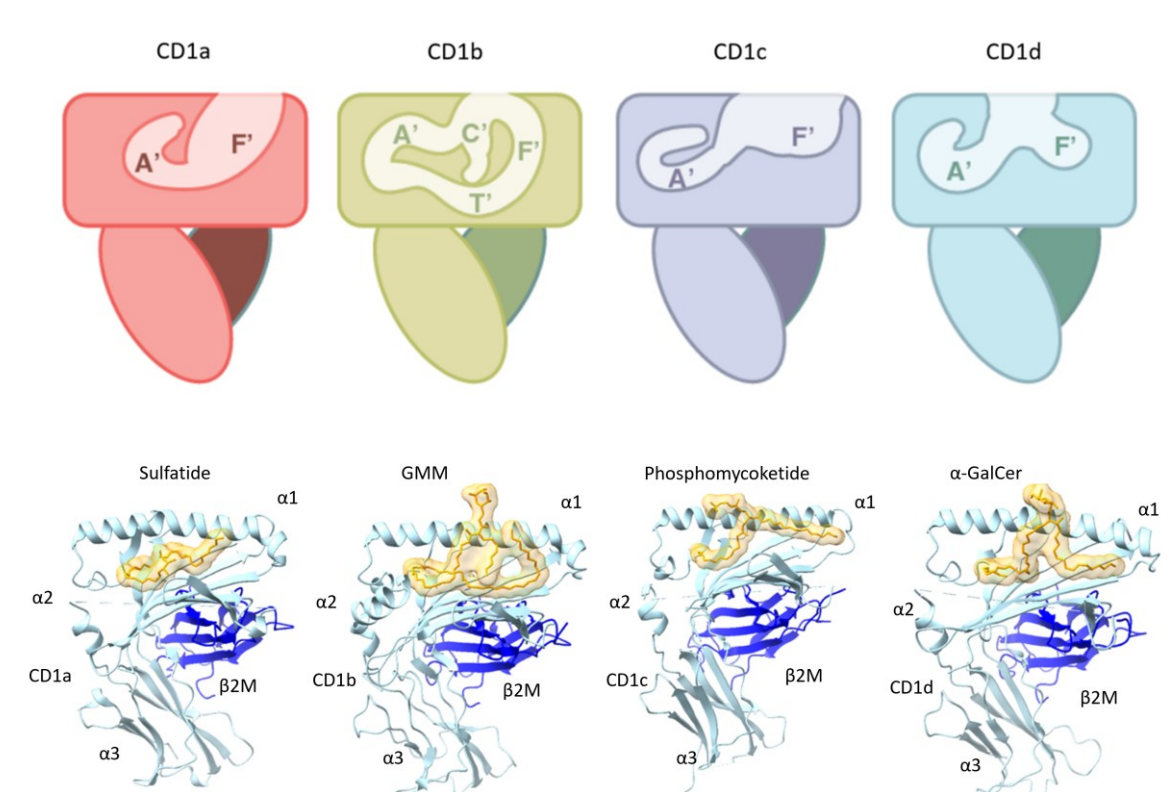 CD1a
CD1b
CD1c
CD1d
A’
F’
A’
C’
F’
T’
A’
F’
A’
F’
Sulfatide
GMM
Phosphomycoketide
α-GalCer
α1
α1
α1
α1
α2
α2
α2
α2
CD1a
CD1b
CD1c
CD1d
β2M
β2M
β2M
β2M
α3
α3
α3
α3